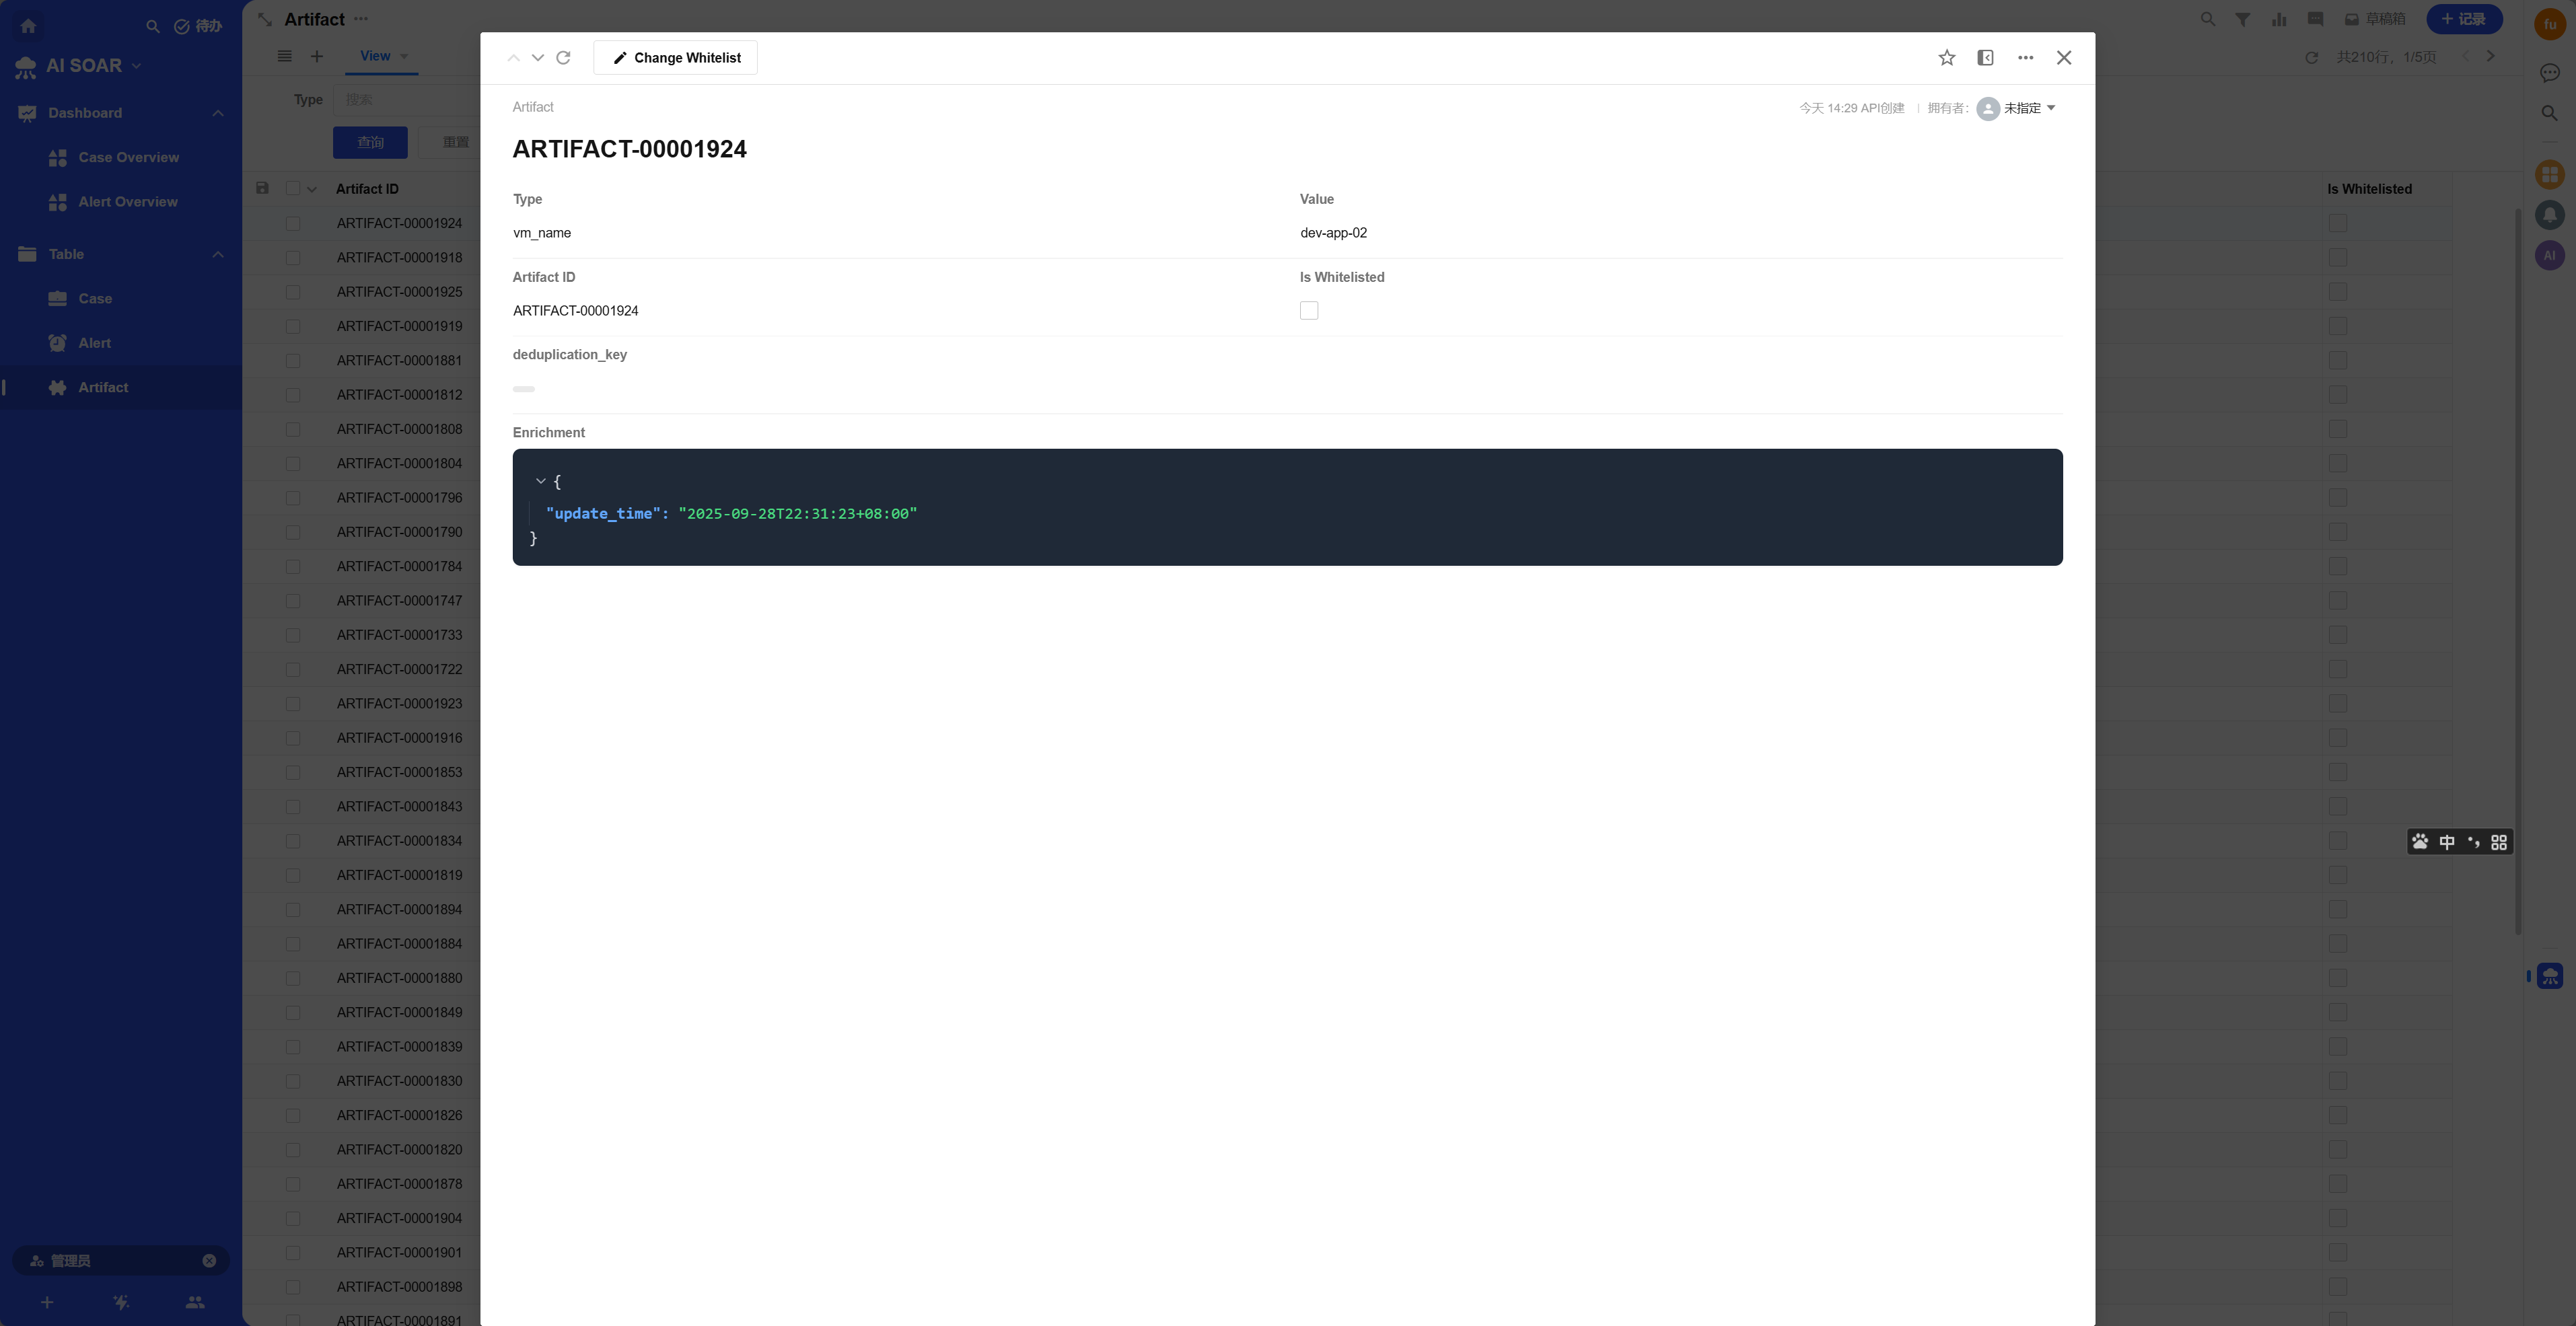 待办
AI SOAR
Dashboard
Case Overview
Alert Overview
Table
Case
Alert
Artifact
管理员
Artifact
草稿箱
记录
View
共210行，1/5页
Type
搜索
查询
重置
Artifact ID
Is Whitelisted
ARTIFACT-00001924
ARTIFACT-00001918
ARTIFACT-00001925
ARTIFACT-00001919
ARTIFACT-00001881
ARTIFACT-00001812
ARTIFACT-00001808
ARTIFACT-00001804
ARTIFACT-00001796
ARTIFACT-00001790
ARTIFACT-00001784
ARTIFACT-00001747
ARTIFACT-00001733
ARTIFACT-00001722
ARTIFACT-00001923
ARTIFACT-00001916
ARTIFACT-00001853
ARTIFACT-00001843
ARTIFACT-00001834
ARTIFACT-00001819
ARTIFACT-00001894
ARTIFACT-00001884
ARTIFACT-00001880
ARTIFACT-00001849
ARTIFACT-00001839
ARTIFACT-00001830
ARTIFACT-00001826
ARTIFACT-00001820
ARTIFACT-00001878
ARTIFACT-00001904
ARTIFACT-00001901
ARTIFACT-00001898
ARTIFACT-00001891
Change Whitelist
Artifact
今天 14:29 API创建
拥有者：
未指定
ARTIFACT-00001924
Type
Value
vm_name
dev-app-02
Artifact ID
Is Whitelisted
ARTIFACT-00001924
deduplication_key
Enrichment
{
"update_time": "2025-09-28T22:31:23+08:00"
}
fu
AI
中